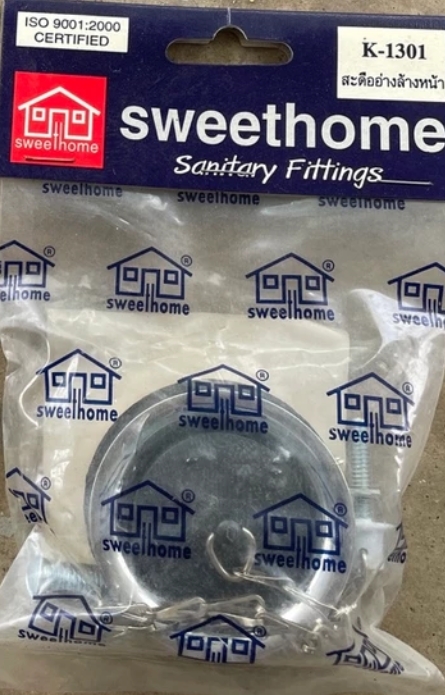 ISO 9001:2000
CERTIFIED
K-1301
สะดืออ่างล้างหน้า
sweethome
sweethome
Sanitary Fittings
sweethome
sweethome
sweethome
sweethome
sweethome ®
sweethome ®
sweethome
sweethome ®
sweethome ®
sweethome ®
sweethome ®
sweethome ®
sweethome ®